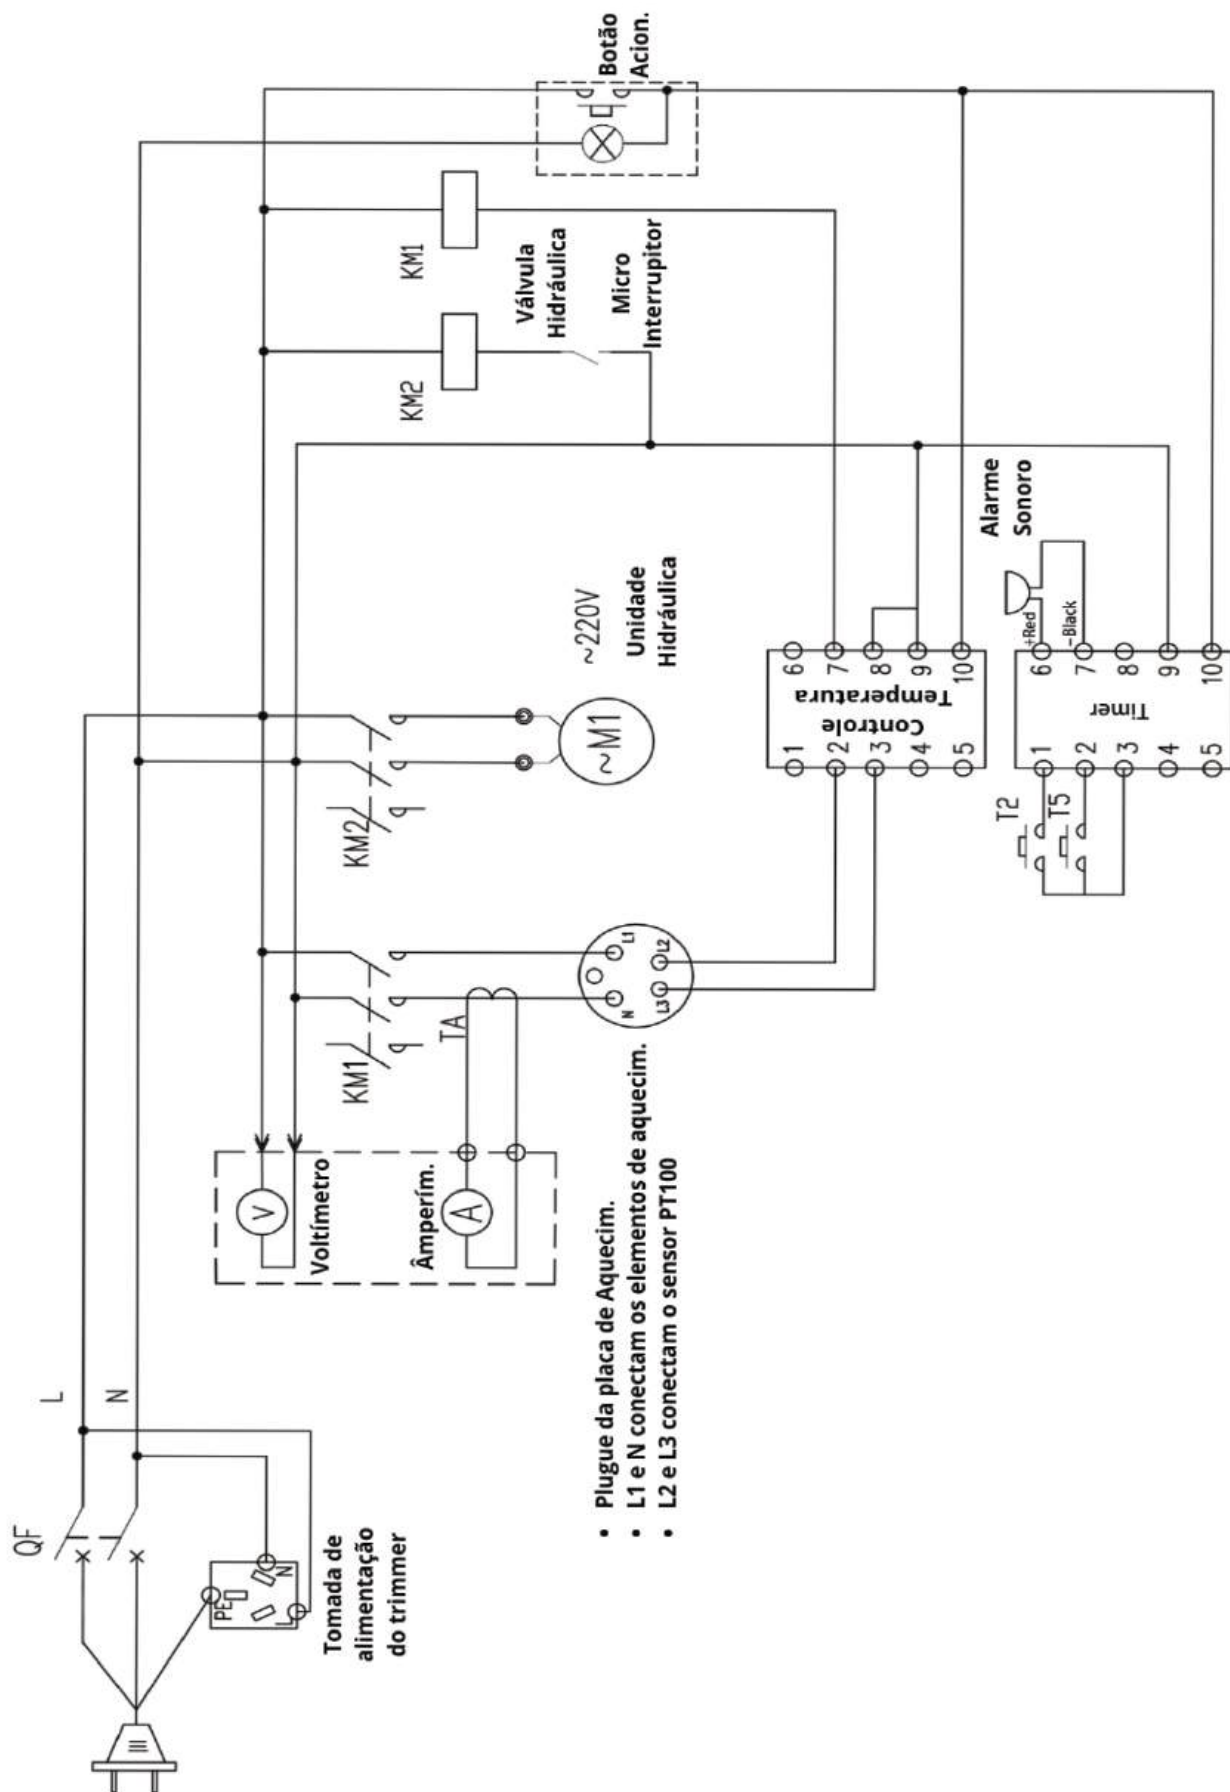 QF
L
N
PE
N
L
Tomada de
alimentação
do trimmer
V
Voltímetro
Âmperím.
A
KM1
TA
KM2
~M1
~220V
Unidade
Hidráulica
KM2
KM1
Válvula
Hidráulica
Micro
Interrupitor
Botão
Acion.
N
L1
L3
L2
• Plugue da placa de Aquecim.
• L1 e N conectam os elementos de aquecim.
• L2 e L3 conectam o sensor PT100
1
2
3
4
5
Controle
Temperatura
6
7
8
9
10
T2
T5
1
2
3
4
5
Timer
6
7
8
9
10
+Red
-Black
Alarme
Sonoro